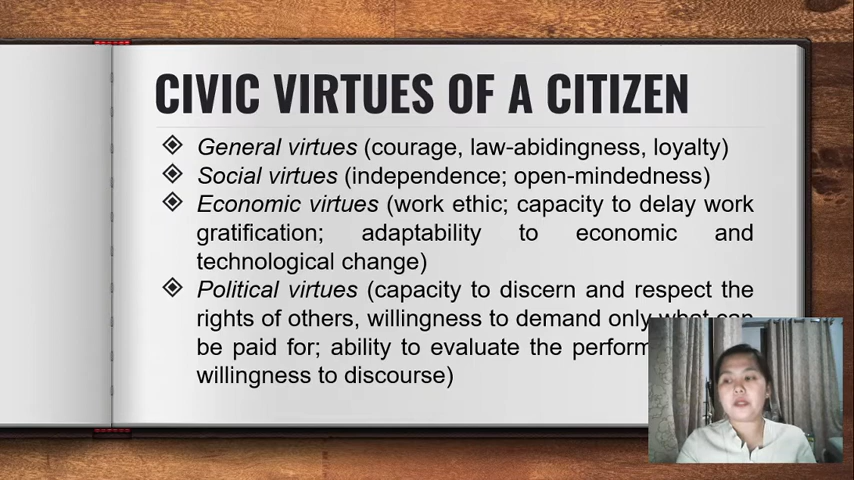 CIVIC VIRTUES OF A CITIZEN
General virtues (courage, law-abidingness, loyalty)
Social virtues (independence; open-mindedness)
Economic virtues (work ethic; capacity to delay work
gratification; adaptability to economic and
technological change)
Political virtues (capacity to discern and respect the
rights of others, willingness to demand only what can
be paid for; ability to evaluate the
willingness to discourse)